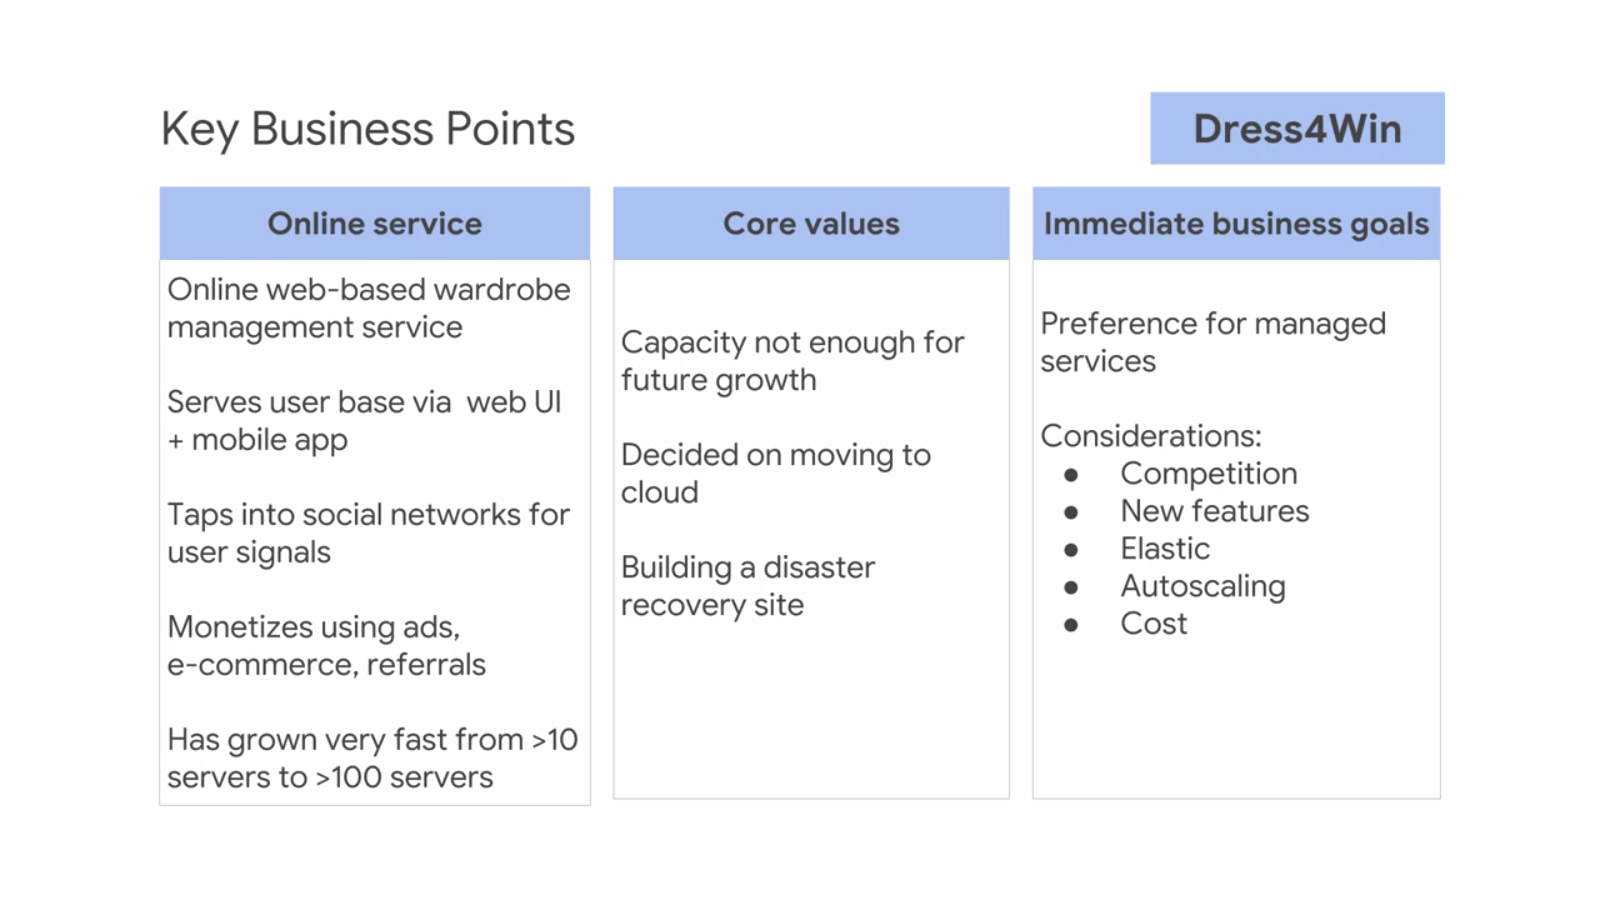 Key Business Points
Dress4Win
Online service
Online web-based wardrobe
management service
Serves user base via web UI
+ mobile app
Taps into social networks for
user signals
Monetizes using ads,
e-commerce, referrals
Has grown very fast from >10
servers to >100 servers
Core values
Capacity not enough for
future growth
Decided on moving to
cloud
Building a disaster
recovery site
Immediate business goals
Preference for managed
services
Considerations:
● Competition
● New features
● Elastic
● Autoscaling
● Cost